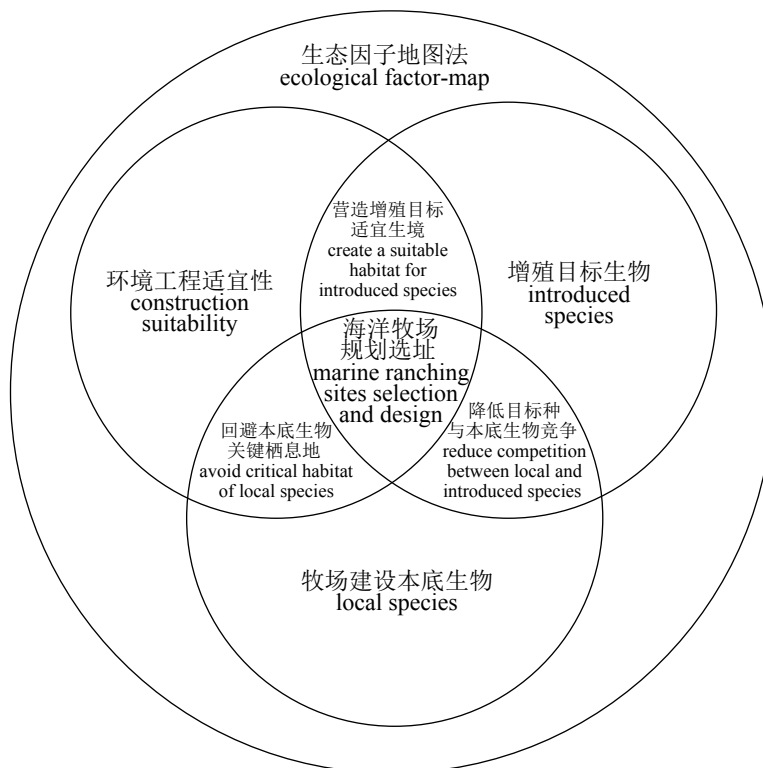 生态因子地图法
ecological factor-map
营造增殖目标
适宜生境
create a suitable
habitat for
introduced species
环境工程适宜性
construction
suitability
增殖目标生物
introduced
species
海洋牧场
规划选址
marine ranching
sites selection
and design
回避本底生物
关键栖息地
avoid critical habitat
of local species
降低目标种
与本底生物竞争
reduce competition
between local and
introduced species
牧场建设本底生物
local species